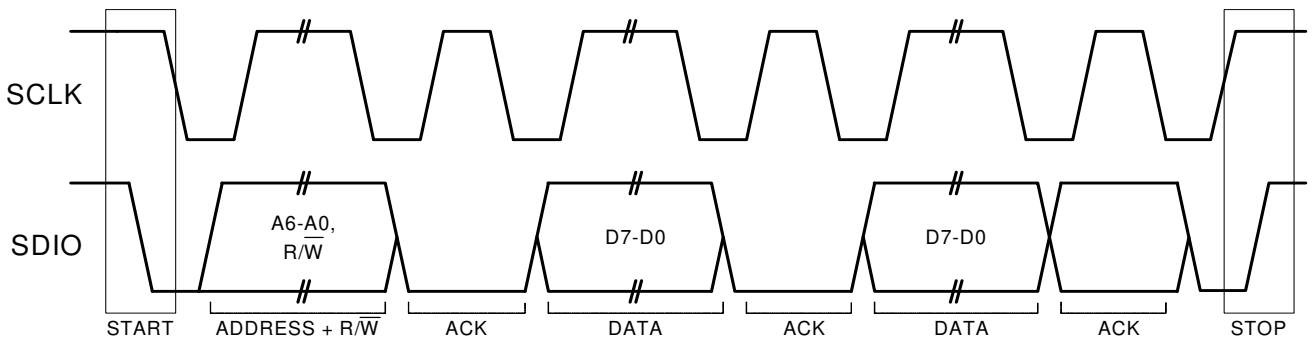 SCLK
SDIO
A6-A0,
R/W̅
D7-D0
D7-D0
START
ADDRESS + R/W̅
ACK
DATA
ACK
DATA
ACK
STOP